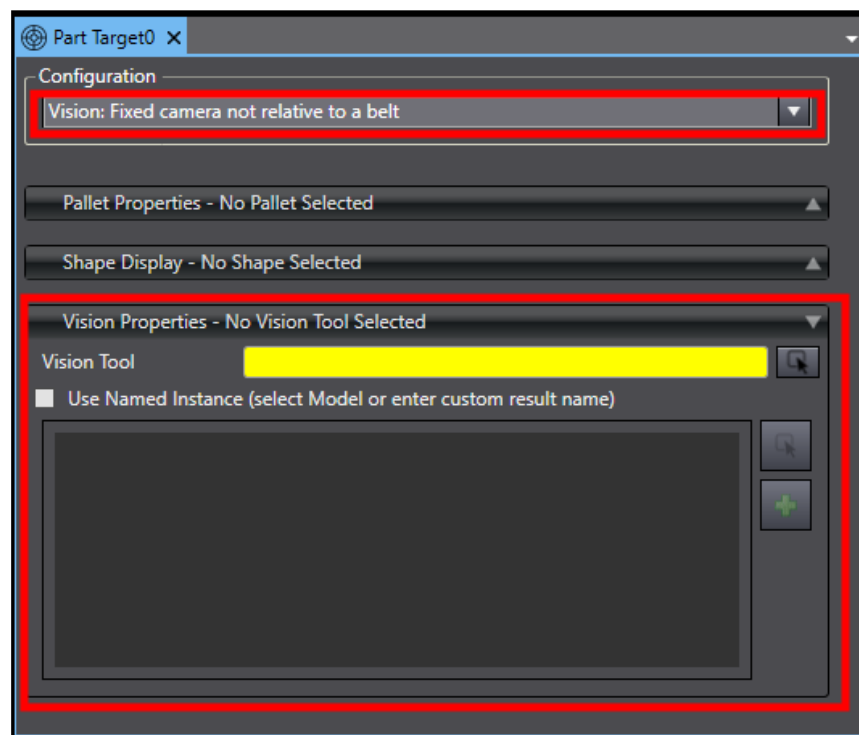 Part Target0
Configuration
Vision: Fixed camera not relative to a belt
Pallet Properties - No Pallet Selected
Shape Display - No Shape Selected
Vision Properties - No Vision Tool Selected
Vision Tool
Use Named Instance (select Model or enter custom result name)